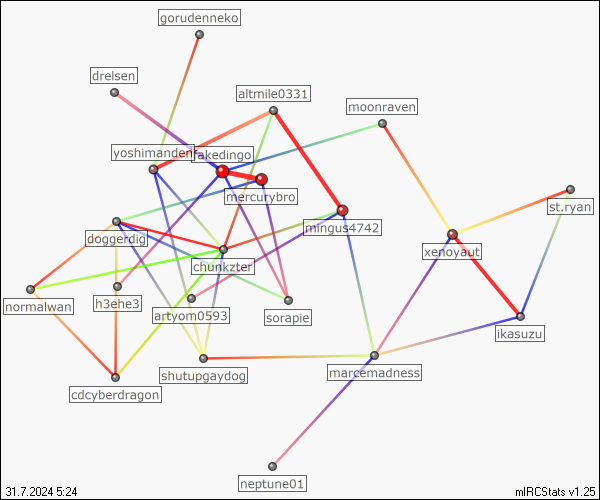 gorudenneko
drelsen
altmile0331
moonraven
yoshimanden
akedingo
mercurybro
st.ryan
mingus4742
doggerdig
xenoyaut
chunkzter
normalwan
h3ehe3
artyom0593
sorapie
ikasuzu
shutupgaydog
marcemadness
cdcyberdragon
neptune01
31.7.2024 5:24
mIRCStats v1.25